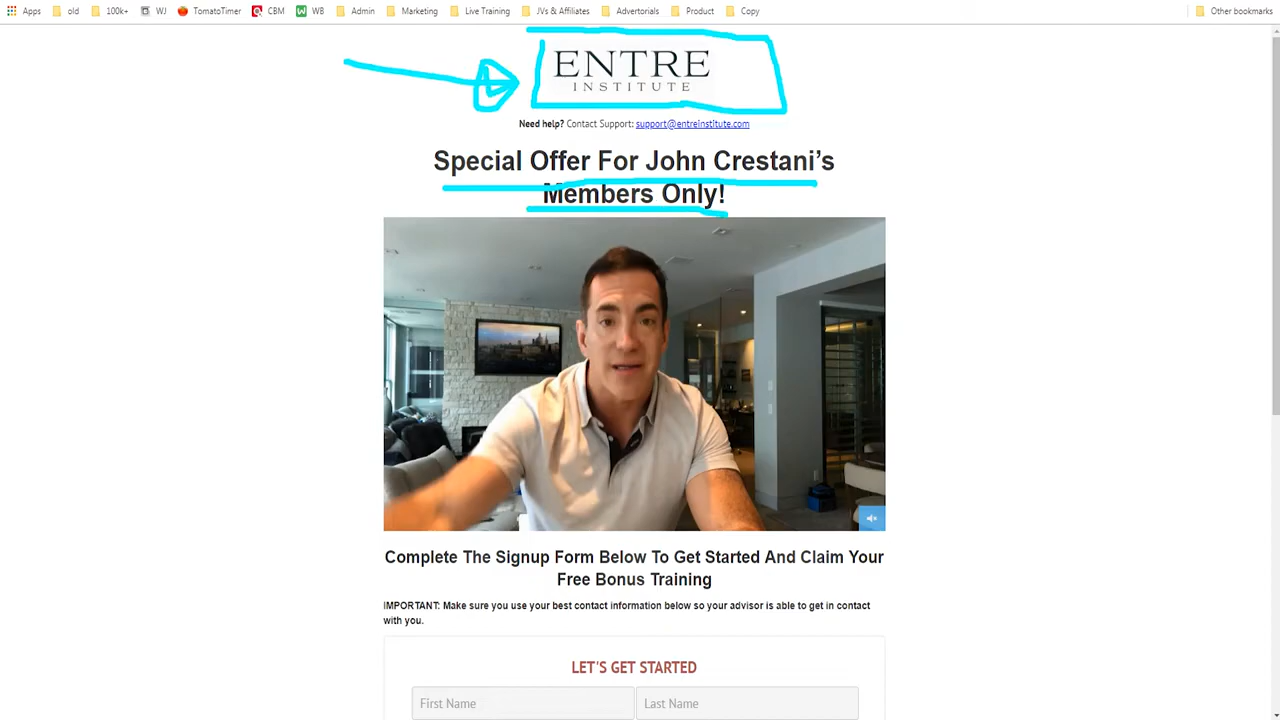 Apps old 100k+ WJ TomatoTimer CBM WB Admin Marketing Live Training JVs & Affiliates Advertorials Product Copy Other bookmarks
ENTRE
INSTITUTE
Need help? Contact Support: support@entreinstitute.com
Special Offer For John Crestani’s
Members Only!
Complete The Signup Form Below To Get Started And Claim Your
Free Bonus Training
IMPORTANT: Make sure you use your best contact information below so your advisor is able to get in contact
with you.
LET'S GET STARTED
First Name Last Name